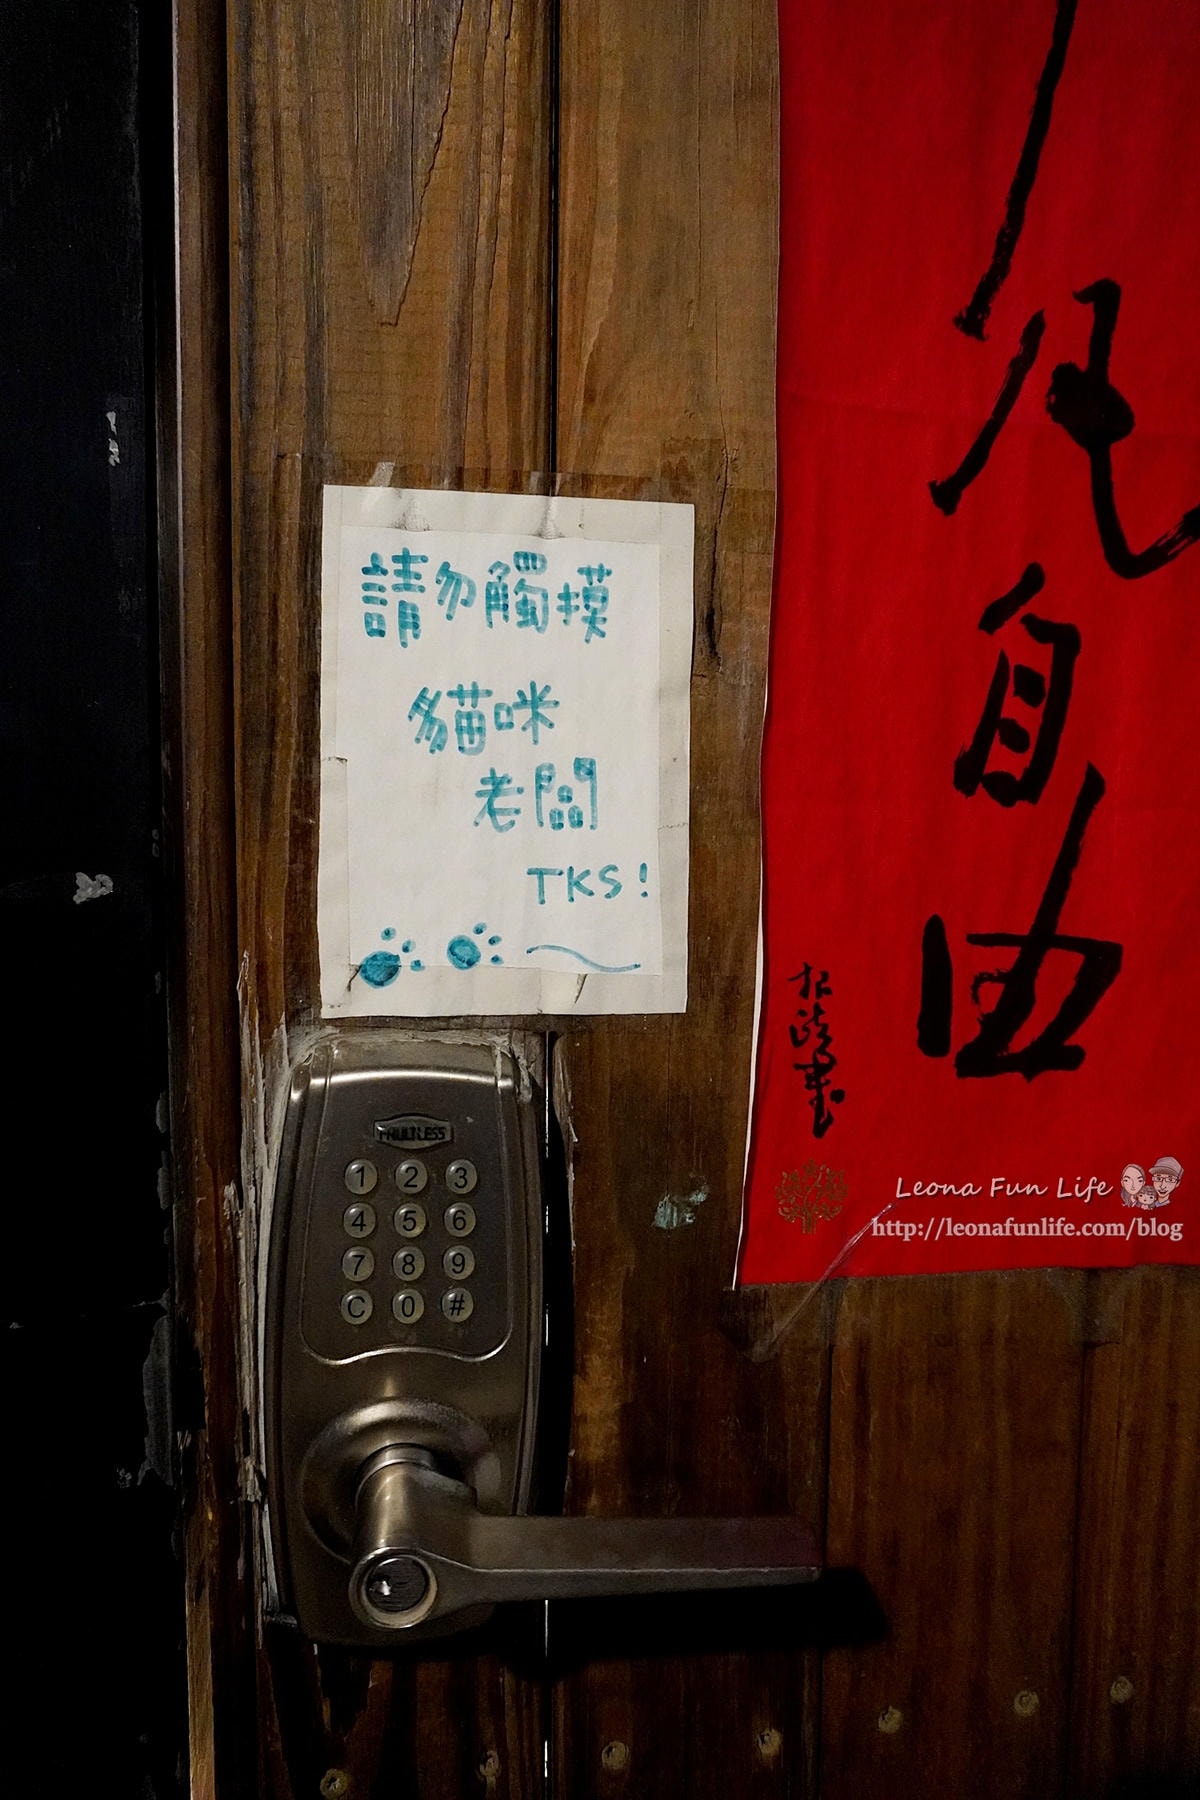 請勿觸摸
貓咪
老闆
TKS!
自由
FAULTLESS
1 2 3
4 5 6
7 8 9
C 0 #
Leona Fun Life
http://leonafunlife.com/blog